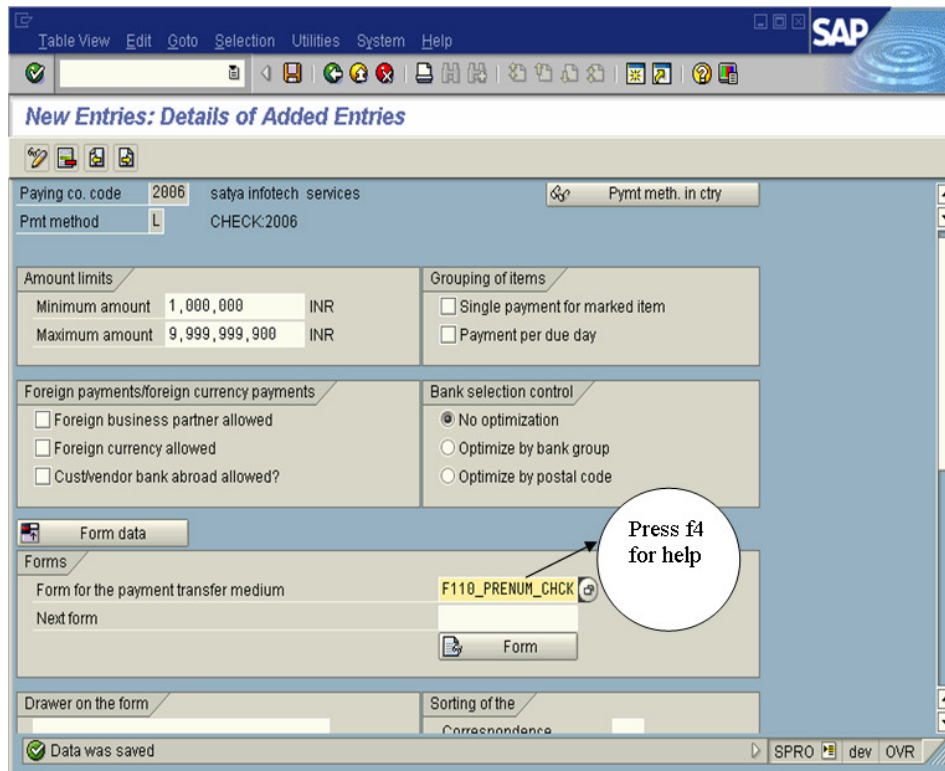 Table View Edit Goto Selection Utilities System Help
SAP
New Entries: Details of Added Entries
Paying co. code 2006 satya infotech services Pymt meth. in ctry
Pmt method L CHECK:2006
Amount limits
Minimum amount 1,000,000 INR
Maximum amount 9,999,999,900 INR
Grouping of items
Single payment for marked item
Payment per due day
Foreign payments/foreign currency payments
Foreign business partner allowed
Foreign currency allowed
Cust/vendor bank abroad allowed?
Bank selection control
No optimization
Optimize by bank group
Optimize by postal code
Form data
Press f4
for help
Forms
Form for the payment transfer medium F110_PRENUM_CHCK
Next form
Form
Drawer on the form
Sorting of the
Correspondence
Data was saved SPRO dev OVR